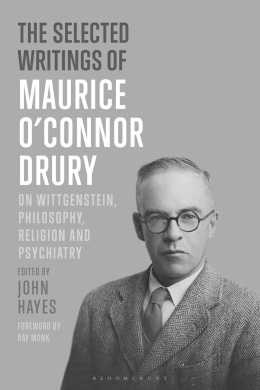 THE SELECTED
WRITINGS OF
MAURICE
O'CONNOR
DRURY
ON WITTGENSTEIN,
PHILOSOPHY,
RELIGION AND
PSYCHIATRY
EDITED BY
JOHN
HAYES
FOREWORD BY
RAY MONK
BLOOMSBURY